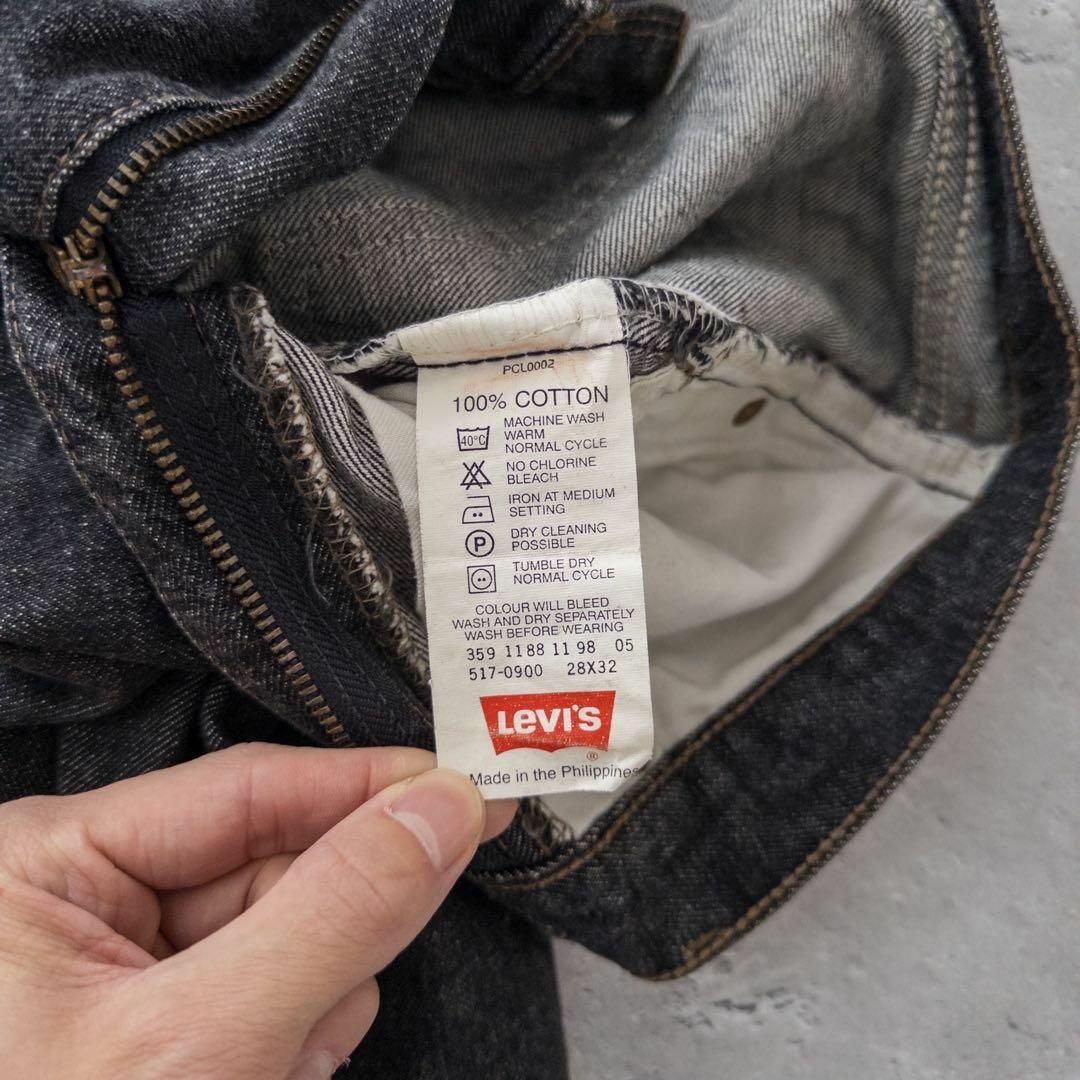 PCL0002
100% COTTON
40°C
MACHINE WASH
WARM
NORMAL CYCLE
NO CHLORINE
BLEACH
IRON AT MEDIUM
SETTING
P
DRY CLEANING
POSSIBLE
TUMBLE DRY
NORMAL CYCLE
COLOUR WILL BLEED
WASH AND DRY SEPARATELY
WASH BEFORE WEARING
359 11 88 11 98 05
517-0900 28X32
LEVI'S
®
Made in the Philippines